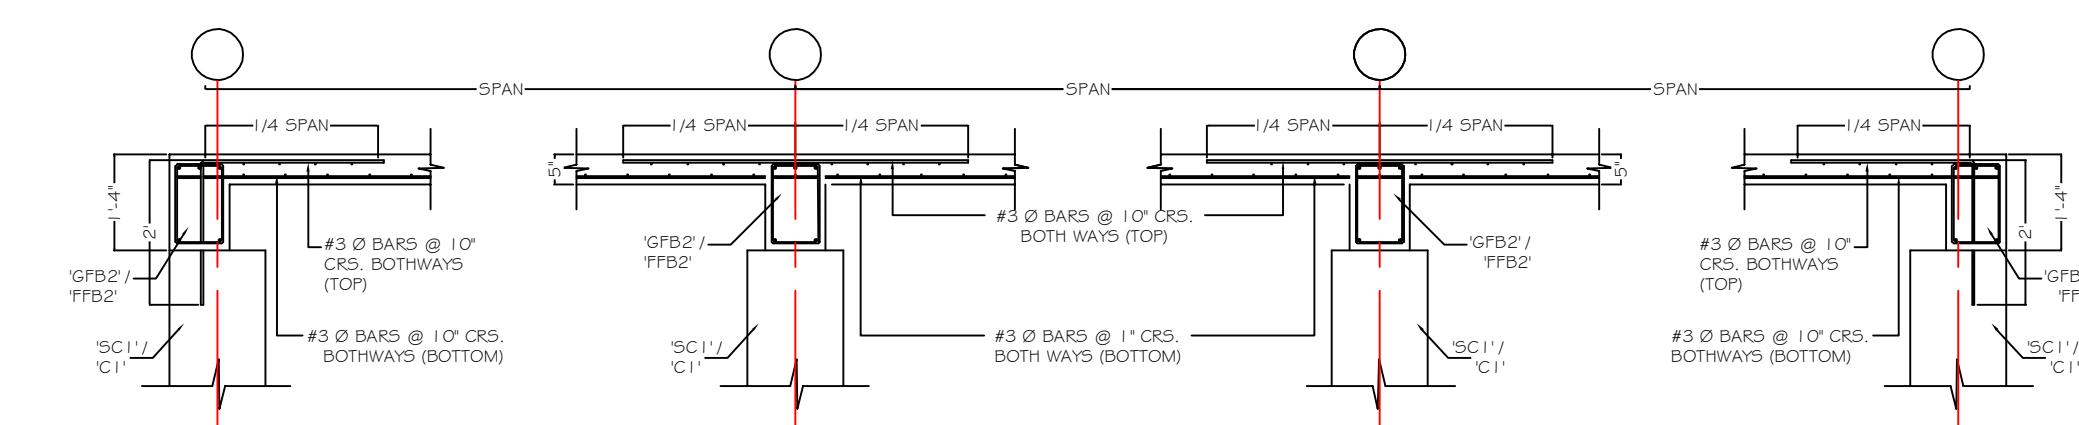 SPAN
SPAN
SPAN
1/4 SPAN
1/4 SPAN
1/4 SPAN
1/4 SPAN
1/4 SPAN
1/4 SPAN
1'-4"
2'
5"
5"
1'-4"
2'
#3 Ø BARS @ 10"
CRS. BOTHWAYS
(TOP)
'GFB2'/
'FFB2'
'SC1'/
'C1'
#3 Ø BARS @ 10" CRS.
BOTHWAYS (BOTTOM)
'GFB2'/
'FFB2'
'SC1'/
'C1'
#3 Ø BARS @ 10" CRS.
BOTH WAYS (TOP)
#3 Ø BARS @ 1" CRS.
BOTH WAYS (BOTTOM)
'GFB2'/
'FFB2'
'SC1'/
'C1'
#3 Ø BARS @ 10"
CRS. BOTHWAYS
(TOP)
#3 Ø BARS @ 10" CRS.
BOTHWAYS (BOTTOM)
'GFB
'FF
'SC1'/
'C1'